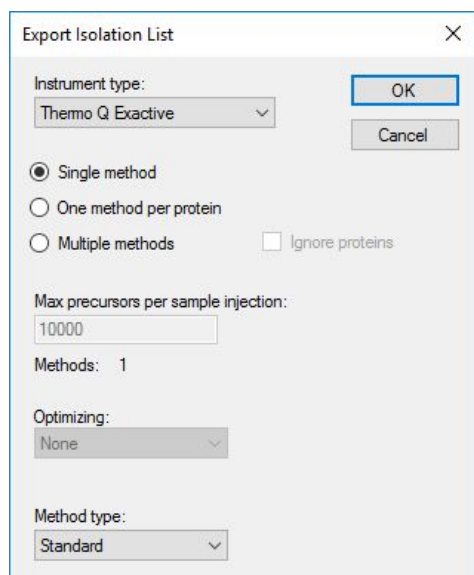 Export Isolation List
Instrument type:
Thermo Q Exactive
OK
Cancel
Single method
One method per protein
Multiple methods
Ignore proteins
Max precursors per sample injection:
10000
Methods: 1
Optimizing:
None
Method type:
Standard